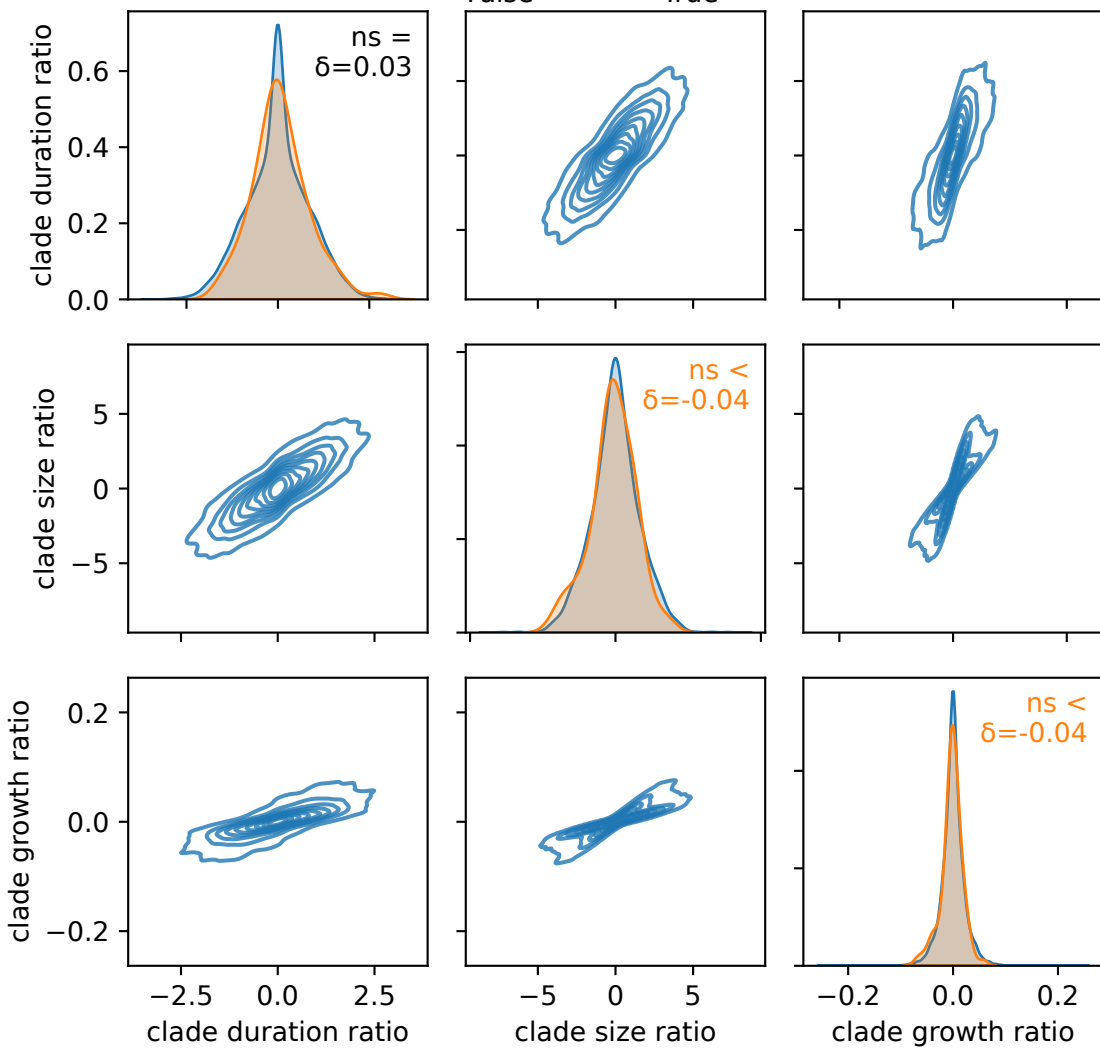 clade duration ratio
0.6
0.4
0.2
0.0
ns =
δ=0.03
clade size ratio
5
0
−5
ns <
δ=-0.04
clade growth ratio
0.2
0.0
−0.2
ns <
δ=-0.04
−2.5 0.0 2.5
−5 0 5
−0.2 0.0 0.2
clade duration ratio
clade size ratio
clade growth ratio